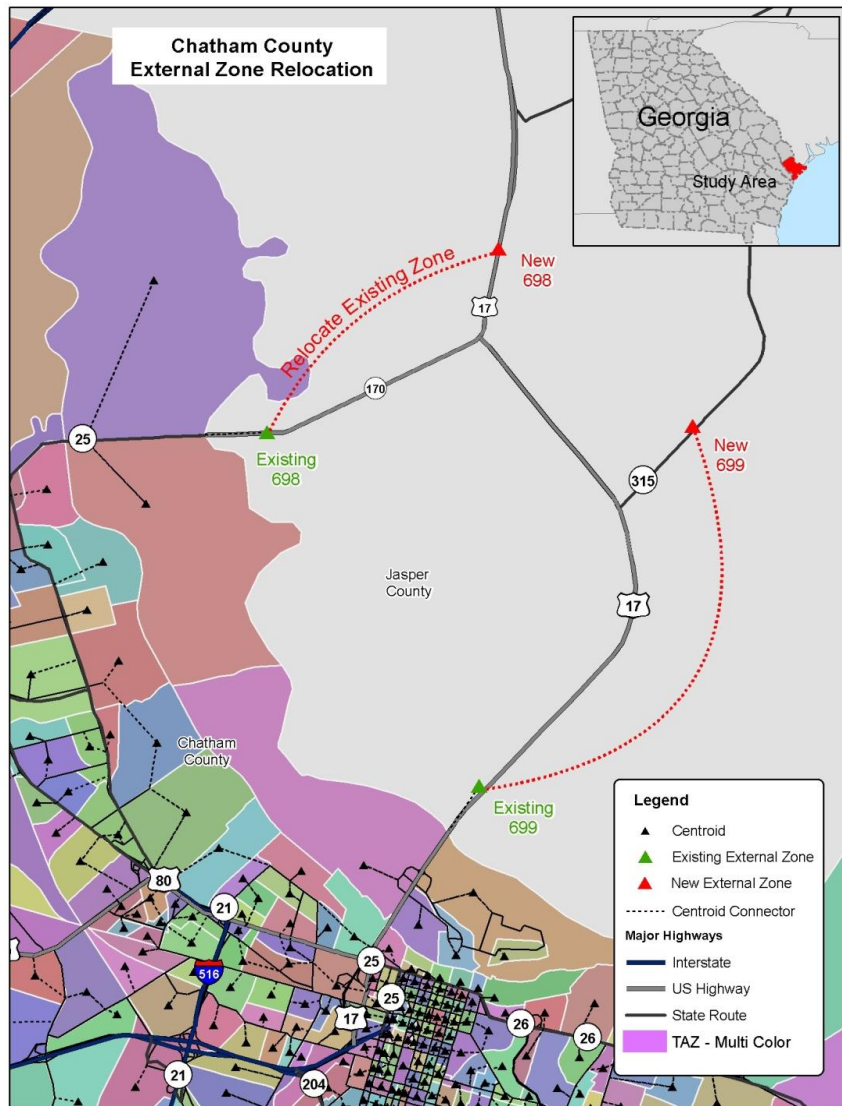 Chatham County
External Zone Relocation
Georgia
Study Area
New
698
Relocate Existing Zone
17
170
25
Existing
698
New
699
315
Jasper
County
17
Chatham
County
Existing
699
80
21
516
25
25
17
26
26
21
204
Legend
Centroid
Existing External Zone
New External Zone
Centroid Connector
Major Highways
Interstate
US Highway
State Route
TAZ - Multi Color